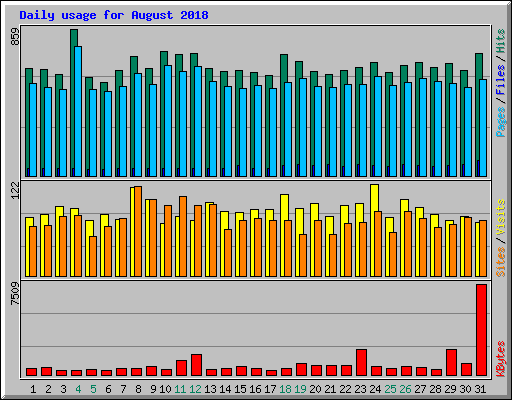 Daily usage for August 2018
859
Pages / Files / Hits
122
Sites / Visits
7509
KBytes
1 2 3 4 5 6 7 8 9 10 11 12 13 14 15 16 17 18 19 20 21 22 23 24 25 26 27 28 29 30 31